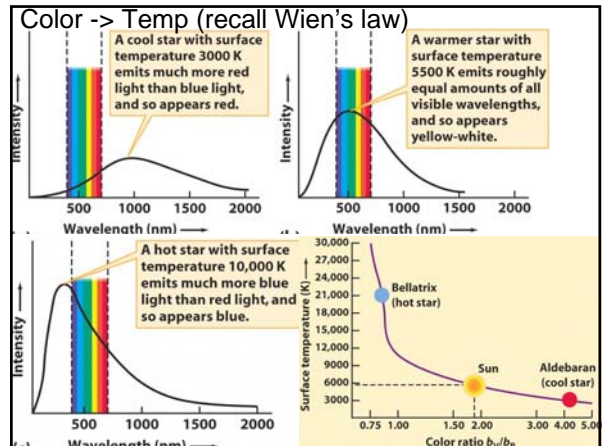 Color -> Temp (recall Wien's law)
A cool star with surface
temperature 3000 K
emits much more red
light than blue light,
and so appears red.
Intensity
500 1000 1500 2000
Wavelength (nm)
A warmer star with
surface temperature
5500 K emits roughly
equal amounts of all
visible wavelengths,
and so appears
yellow-white.
Intensity
500 1000 1500 2000
Wavelength (nm)
A hot star with surface
temperature 10,000 K
emits much more blue
light than red light, and
so appears blue.
Intensity
500 1000 1500 2000
Wavelength (nm)
Surface temperature (K)
30,000
27,000
24,000
21,000
18,000
15,000
12,000
9000
6000
3000
Bellatrix
(hot star)
Sun
Aldebaran
(cool star)
0.75 1.00 1.50 2.00 3.00 4.00 5.00
Color ratio bV/bB